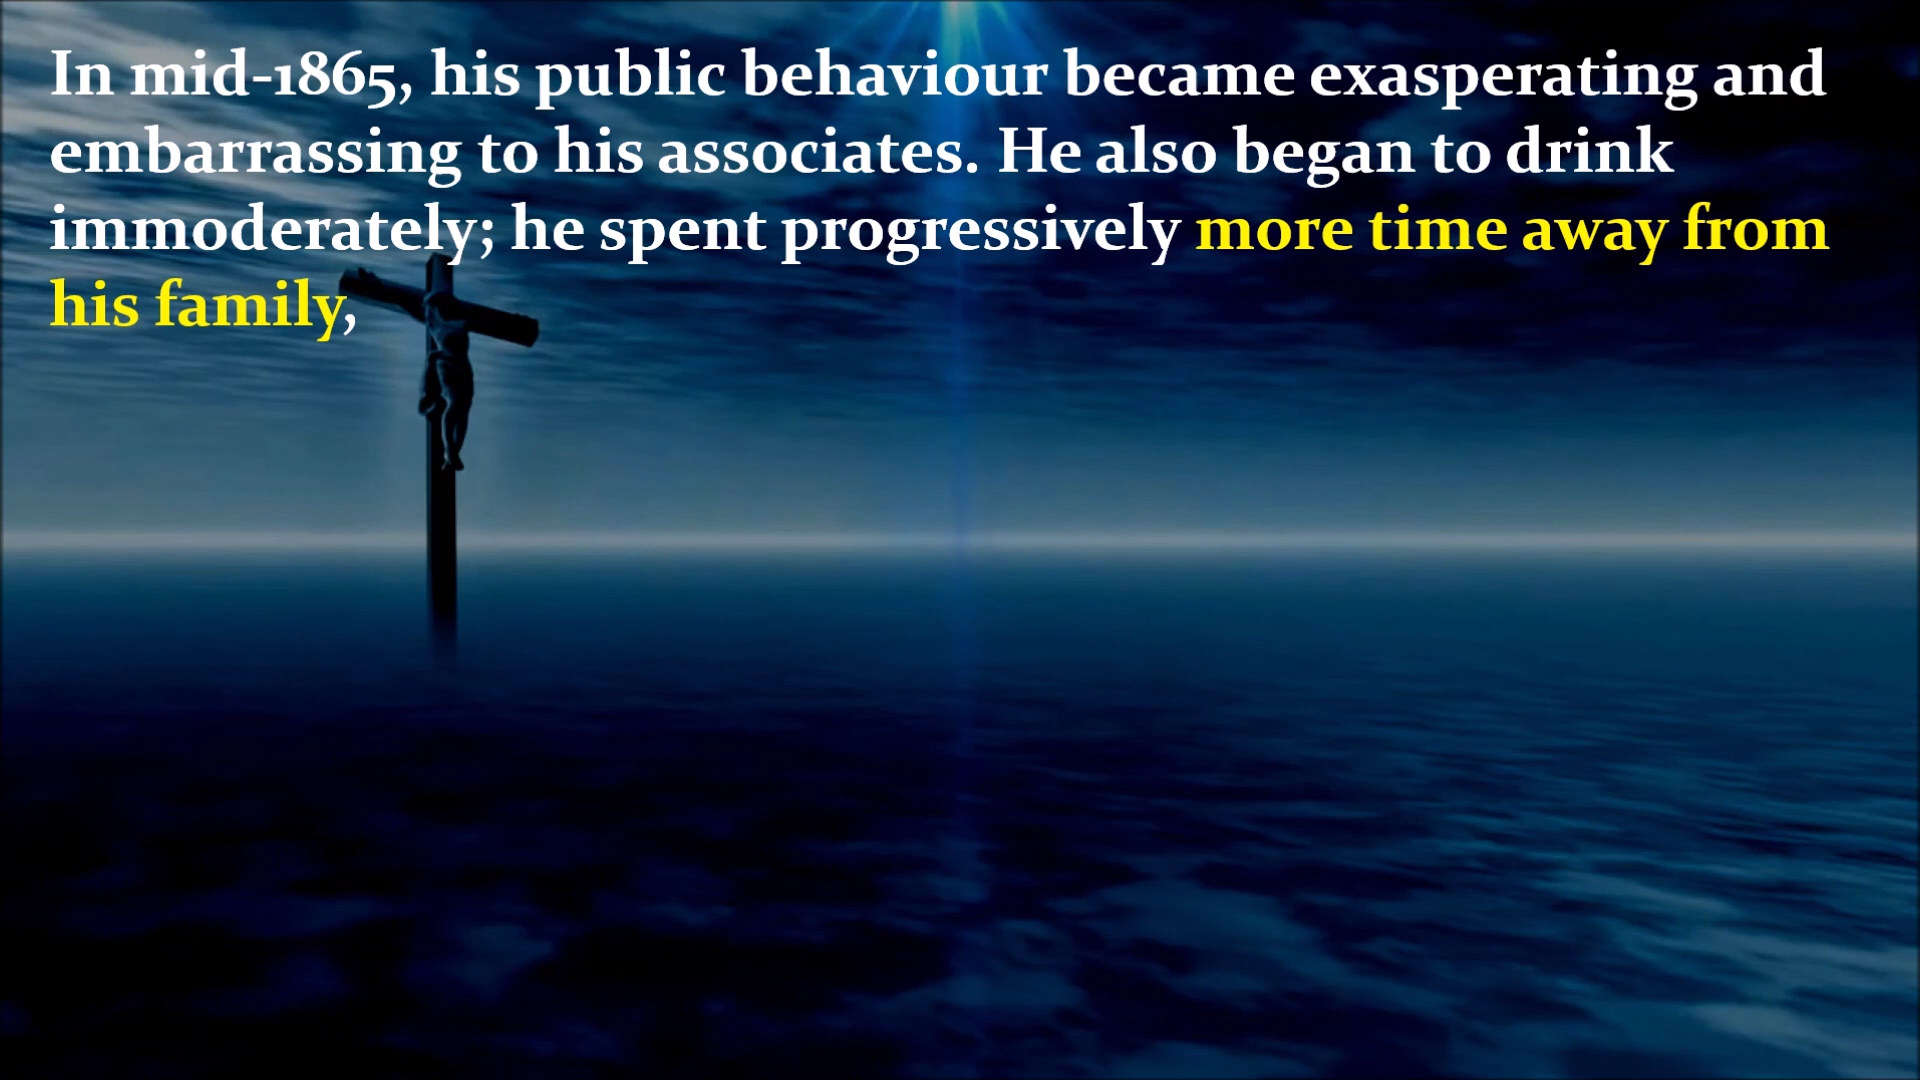 In mid-1865, his public behaviour became exasperating and
embarrassing to his associates. He also began to drink
immoderately; he spent progressively more time away from
his family,